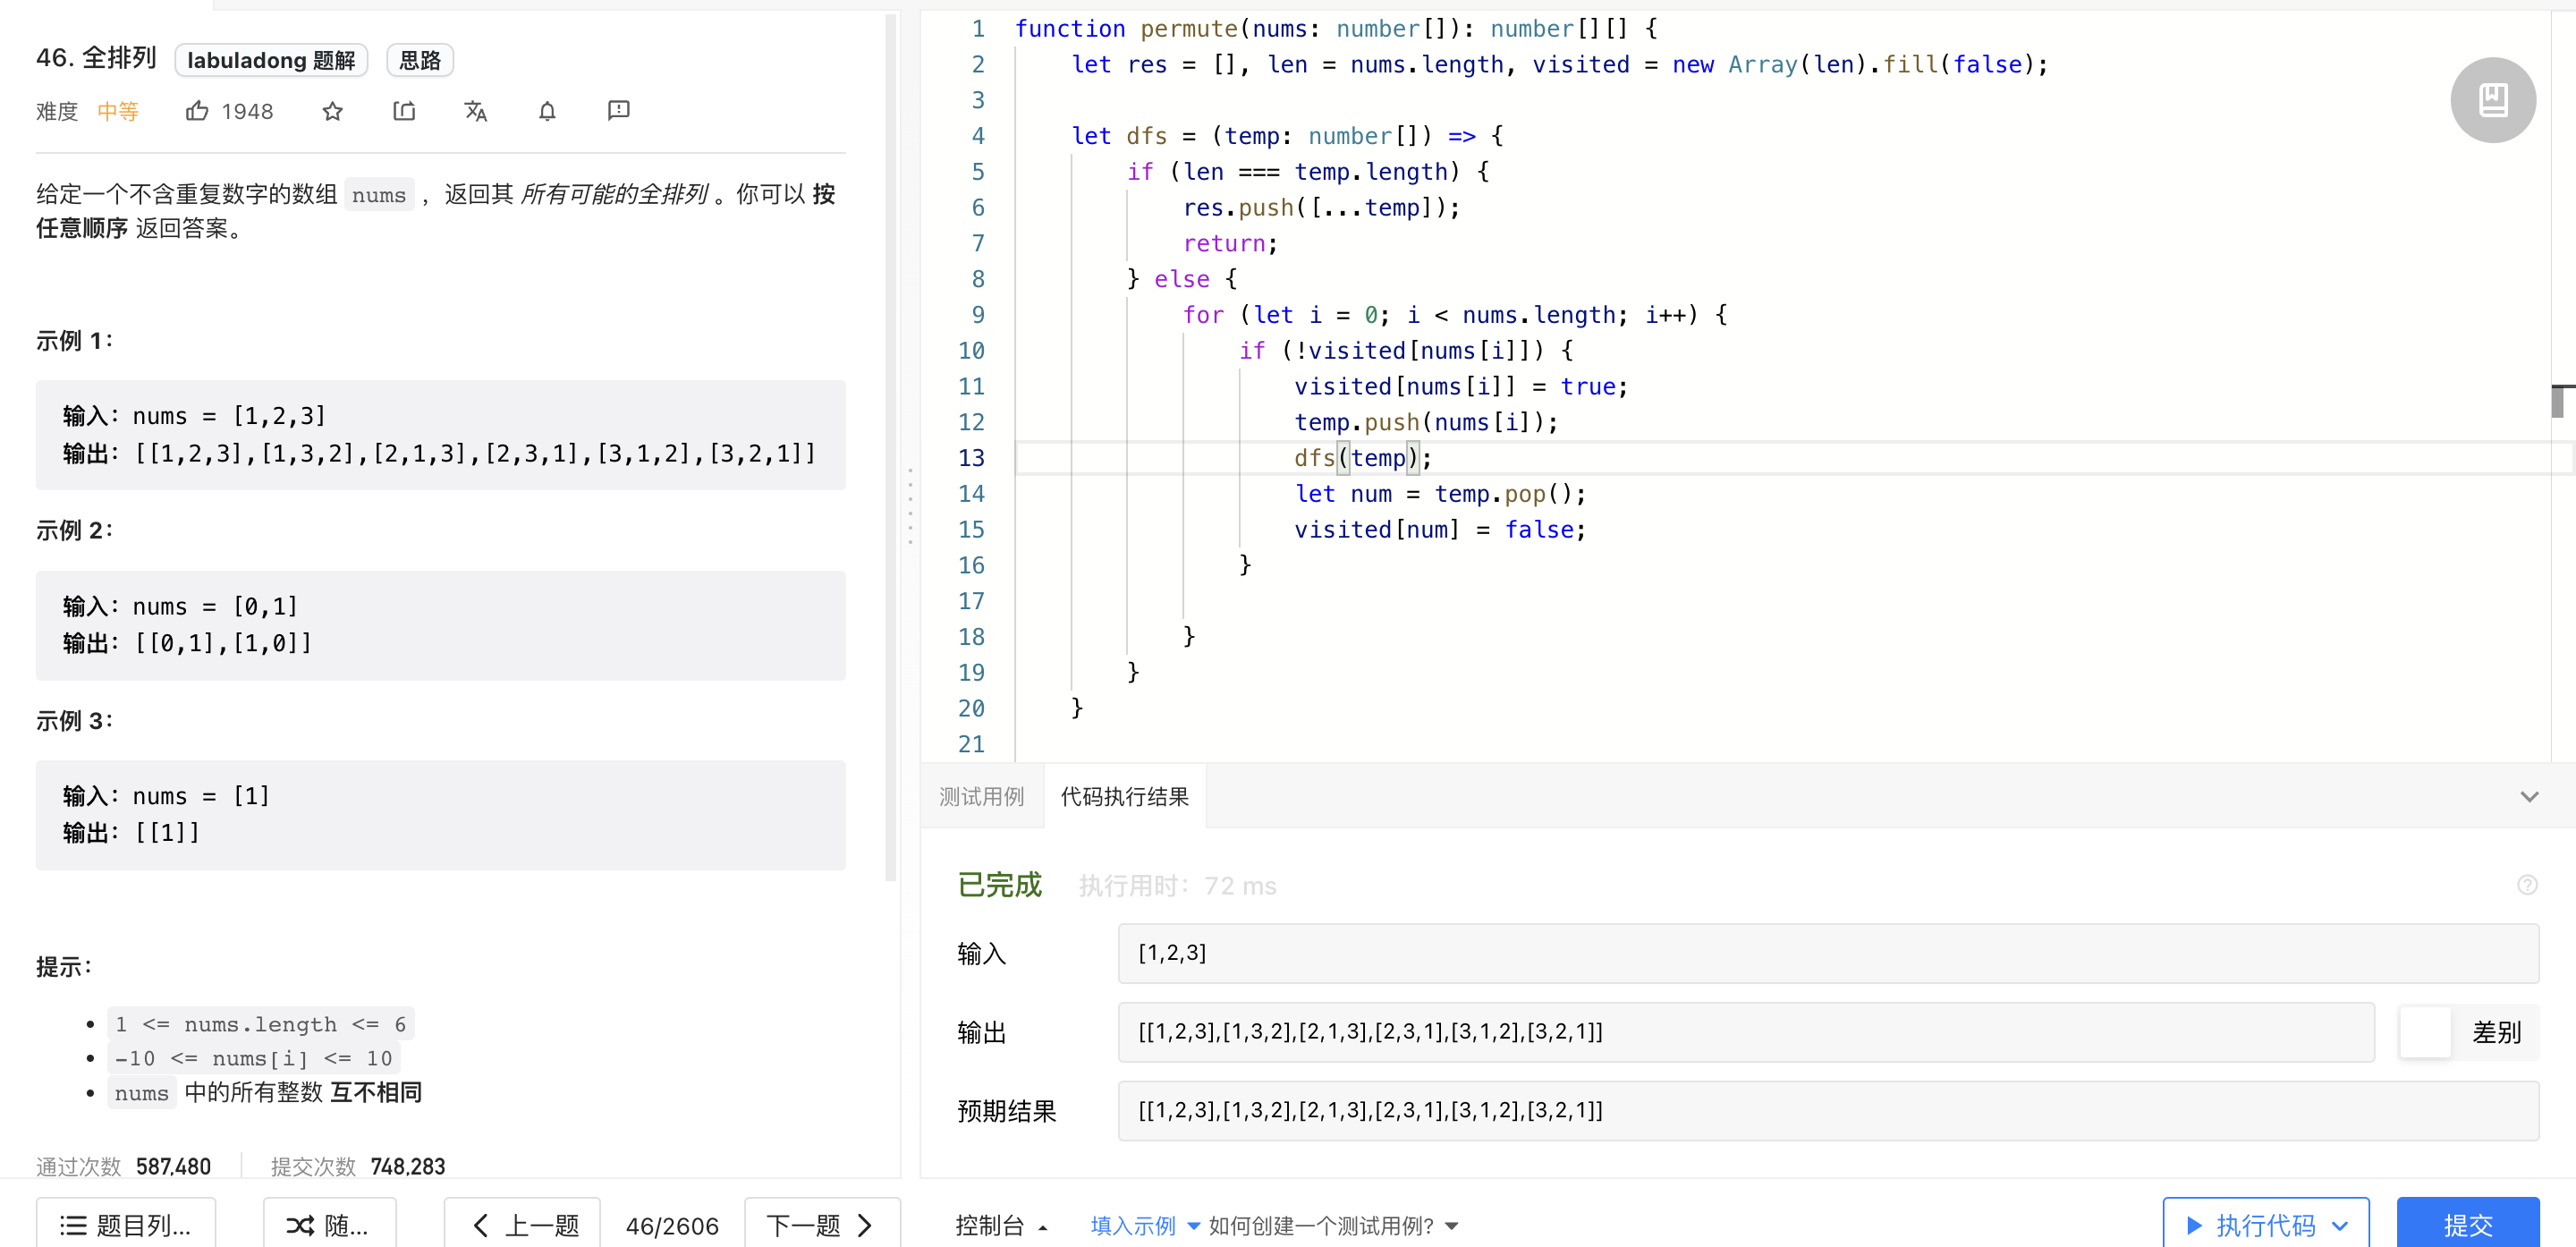 46. 全排列 labuladong 题解 思路
难度 中等 1948
给定一个不含重复数字的数组 nums ，返回其 所有可能的全排列 。你可以 按
任意顺序 返回答案。
示例 1：
输入：nums = [1,2,3]
输出：[[1,2,3],[1,3,2],[2,1,3],[2,3,1],[3,1,2],[3,2,1]]
示例 2：
输入：nums = [0,1]
输出：[[0,1],[1,0]]
示例 3：
输入：nums = [1]
输出：[[1]]
提示：
1 <= nums.length <= 6
-10 <= nums[i] <= 10
nums 中的所有整数 互不相同
通过次数 587,480 提交次数 748,283
题目列... 随... 上一题 46/2606 下一题
1 function permute(nums: number[]): number[][] {
2 let res = [], len = nums.length, visited = new Array(len).fill(false);
3
4 let dfs = (temp: number[]) => {
5 if (len === temp.length) {
6 res.push([...temp]);
7 return;
8 } else {
9 for (let i = 0; i < nums.length; i++) {
10 if (!visited[nums[i]]) {
11 visited[nums[i]] = true;
12 temp.push(nums[i]);
13 dfs(temp);
14 let num = temp.pop();
15 visited[num] = false;
16 }
17
18 }
19 }
20 }
21
测试用例 代码执行结果
已完成 执行用时：72 ms
输入 [1,2,3]
输出 [[1,2,3],[1,3,2],[2,1,3],[2,3,1],[3,1,2],[3,2,1]] 差别
预期结果 [[1,2,3],[1,3,2],[2,1,3],[2,3,1],[3,1,2],[3,2,1]]
控制台 填入示例 如何创建一个测试用例? 执行代码 提交